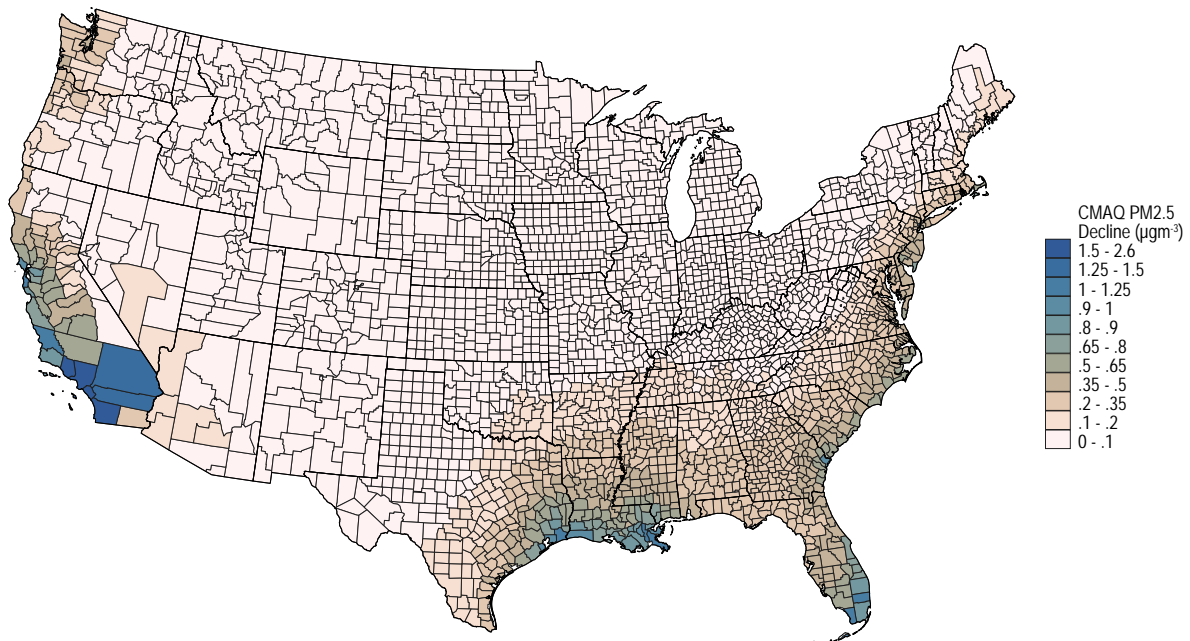 CMAQ PM2.5
Decline (µgm⁻³)
1.5 - 2.6
1.25 - 1.5
1 - 1.25
.9 - 1
.8 - .9
.65 - .8
.5 - .65
.35 - .5
.2 - .35
.1 - .2
0 - .1